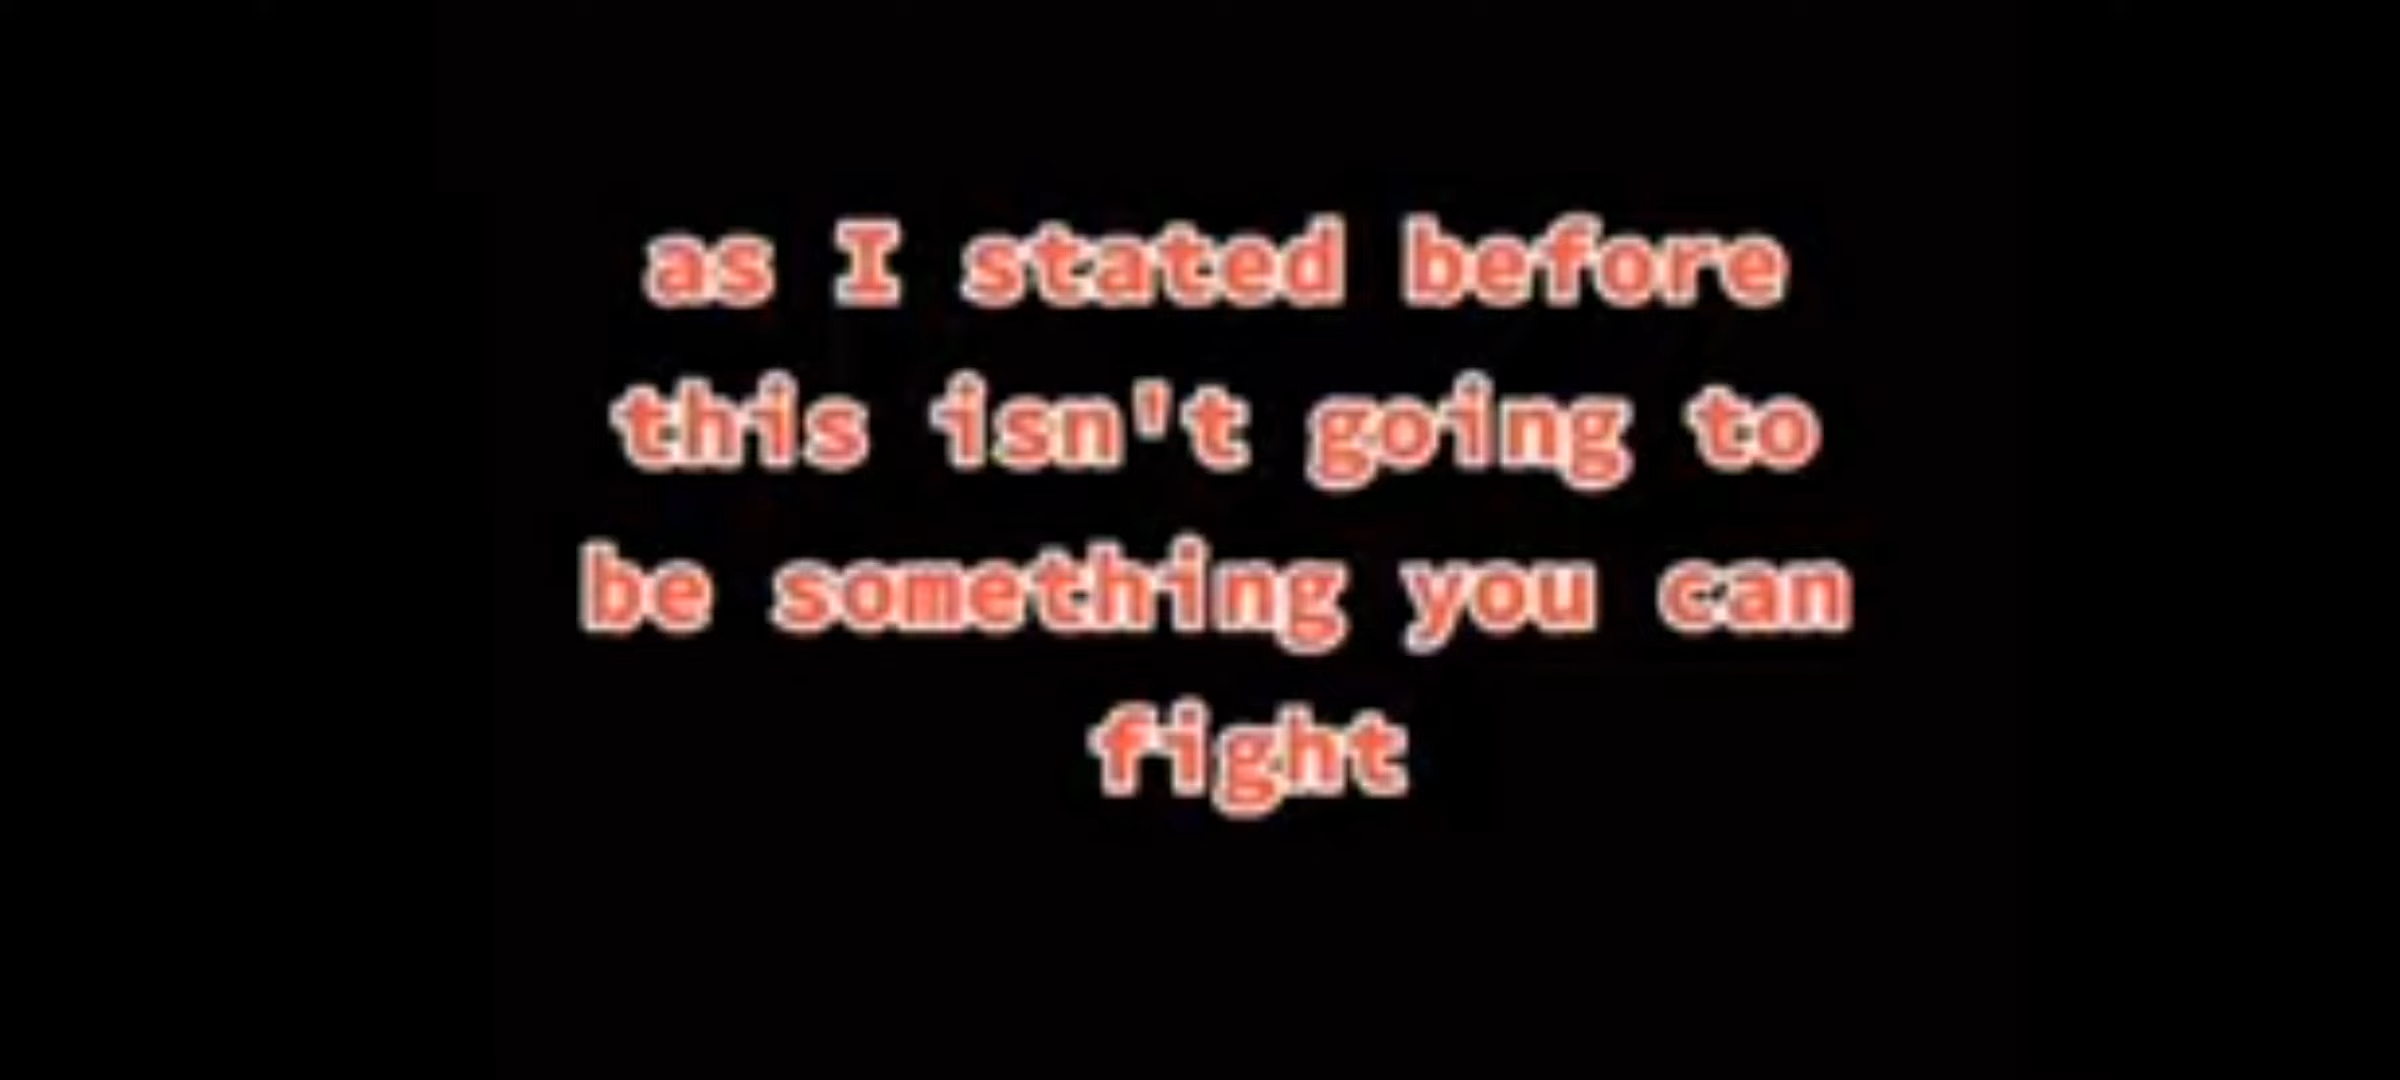 as I stated before
this isn't going to
be something you can
fight